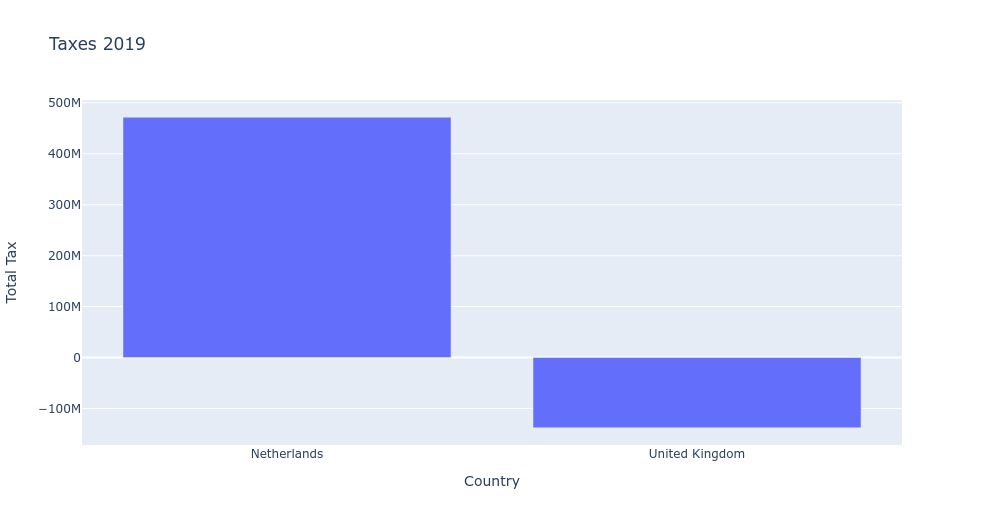 Taxes 2019
500M
400M
300M
200M
100M
0
−100M
Total Tax
Netherlands
United Kingdom
Country